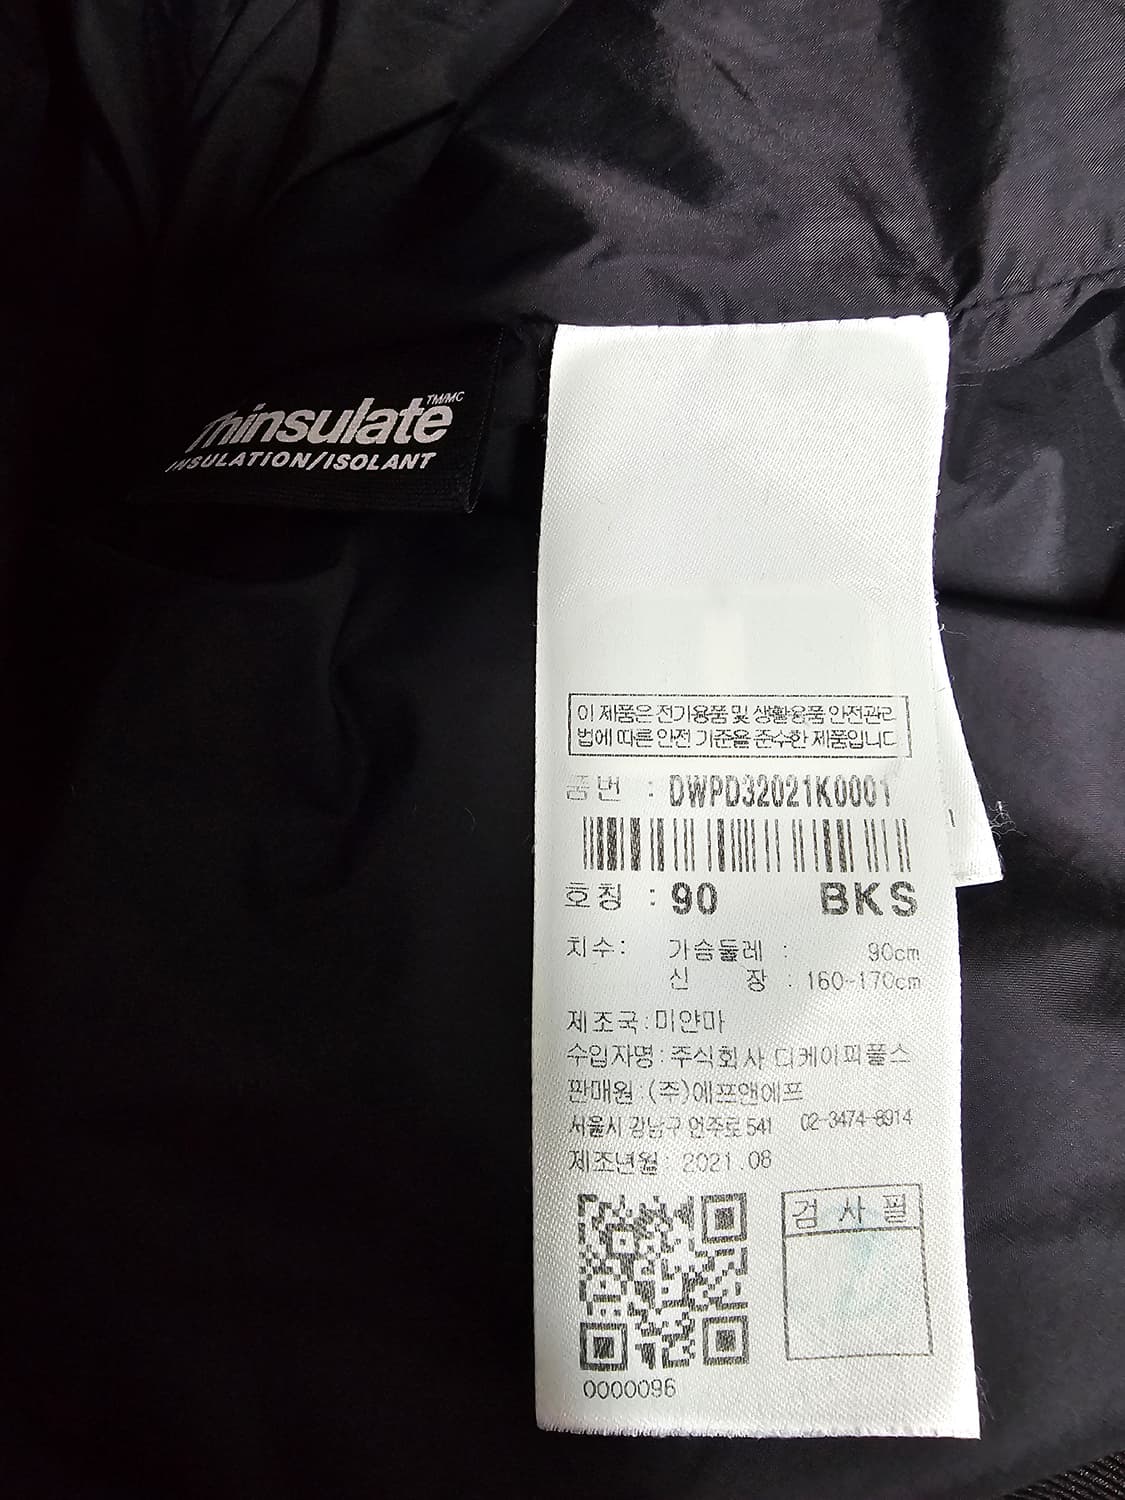 Thinsulate TM/MC
INSULATION/ISOLANT
이 제품은 전기용품 및 생활용품 안전관리
법에 따른 안전 기준을 준수한 제품입니다
품번 : DWPD32021K0001
호칭 : 90 BKS
치수: 가슴둘레 : 90cm
신 장 : 160~170cm
제조국:미얀마
수입자명:주식회사 디케이피풀스
판매원:(주)에프앤에프
서울시 강남구 언주로 541 02-3474-8914
제조년월: 2021.08
검 사 필
0000096